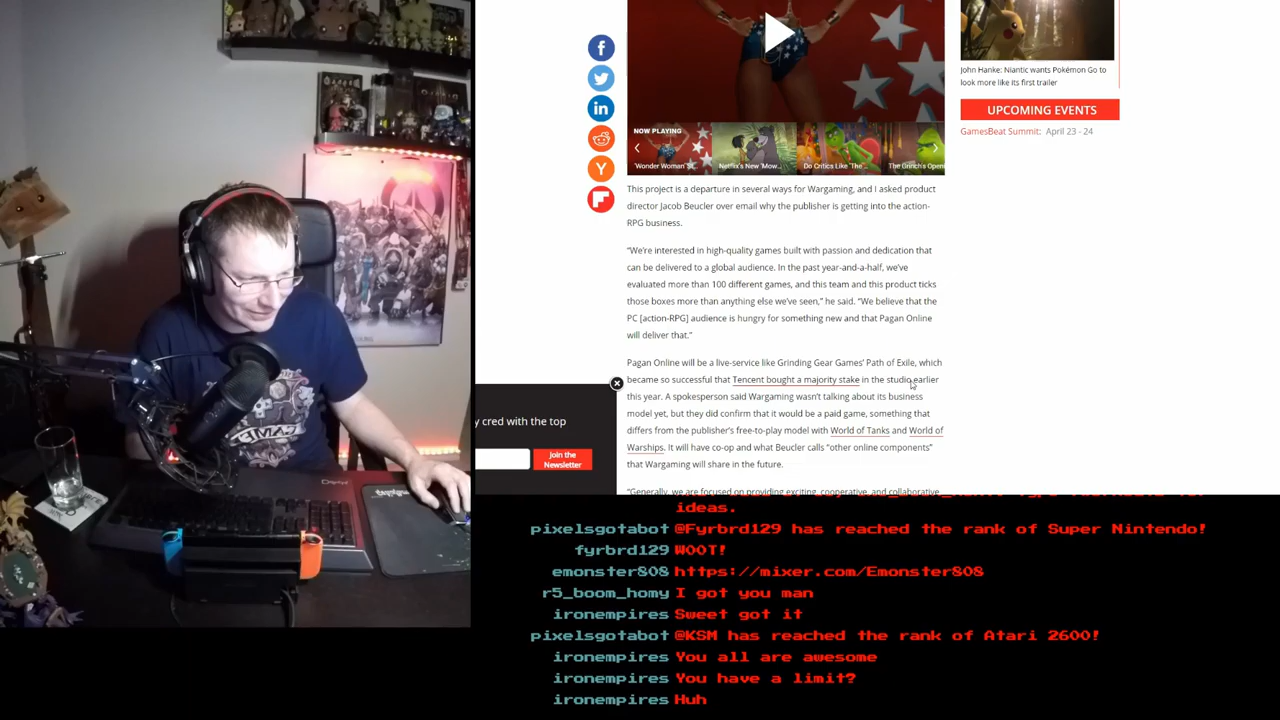 NOW PLAYING
'Wonder Woman' S...
Netflix's New 'Mow...
Do Critics Like 'The...
The Grinch's Openi
This project is a departure in several ways for Wargaming, and I asked product
director Jacob Beucler over email why the publisher is getting into the action-
RPG business.
“We're interested in high-quality games built with passion and dedication that
can be delivered to a global audience. In the past year-and-a-half, we've
evaluated more than 100 different games, and this team and this product ticks
those boxes more than anything else we've seen,” he said. “We believe that the
PC [action-RPG] audience is hungry for something new and that Pagan Online
will deliver that.”
Pagan Online will be a live-service like Grinding Gear Games' Path of Exile, which
became so successful that Tencent bought a majority stake in the studio earlier
this year. A spokesperson said Wargaming wasn't talking about its business
model yet, but they did confirm that it would be a paid game, something that
differs from the publisher's free-to-play model with World of Tanks and World of
Warships. It will have co-op and what Beucler calls “other online components”
that Wargaming will share in the future.
“Generally, we are focused on providing exciting, cooperative, and collaborative
John Hanke: Niantic wants Pokémon Go to
look more like its first trailer
UPCOMING EVENTS
GamesBeat Summit: April 23 - 24
y cred with the top
Join the
Newsletter
ideas.
pixelsgotabot @Fyrbrd129 has reached the rank of Super Nintendo!
fyrbrd129 WOOT!
emonster808 https://mixer.com/Emonster808
r5_boom_homy I got you man
ironempires Sweet got it
pixelsgotabot @KSM has reached the rank of Atari 2600!
ironempires You all are awesome
ironempires You have a limit?
ironempires Huh